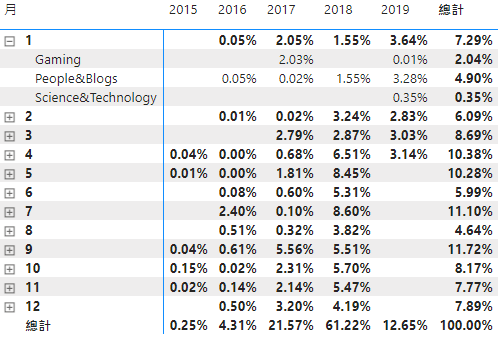 月 2015 2016 2017 2018 2019 總計
1 0.05% 2.05% 1.55% 3.64% 7.29%
Gaming 2.03% 0.01% 2.04%
People&Blogs 0.05% 0.02% 1.55% 3.28% 4.90%
Science&Technology 0.35% 0.35%
2 0.01% 0.02% 3.24% 2.83% 6.09%
3 2.79% 2.87% 3.03% 8.69%
4 0.04% 0.00% 0.68% 6.51% 3.14% 10.38%
5 0.01% 0.00% 1.81% 8.45% 10.28%
6 0.08% 0.60% 5.31% 5.99%
7 2.40% 0.10% 8.60% 11.10%
8 0.51% 0.32% 3.82% 4.64%
9 0.04% 0.61% 5.56% 5.51% 11.72%
10 0.15% 0.02% 2.31% 5.70% 8.17%
11 0.02% 0.14% 2.14% 5.47% 7.77%
12 0.50% 3.20% 4.19% 7.89%
總計 0.25% 4.31% 21.57% 61.22% 12.65% 100.00%